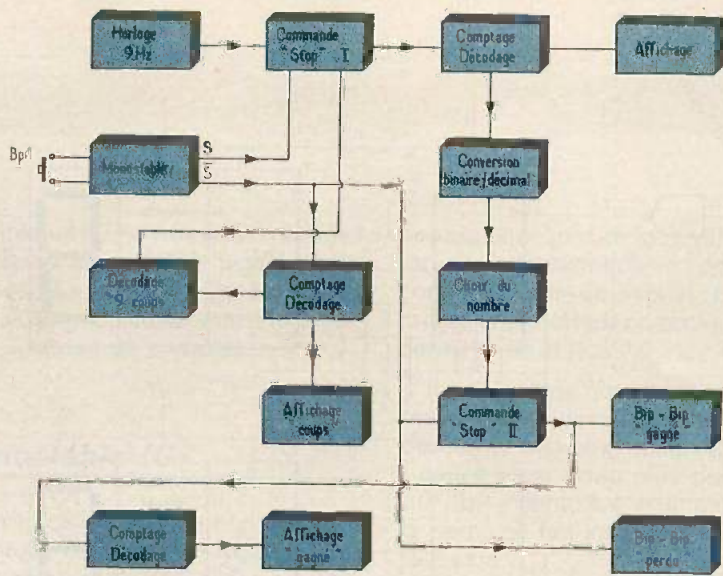 Horloge
9 Hz
Commande
"Stop" I
Comptage
Décodage
Affichage
Bp1
Monostable
S
S̅
Conversion
binaire/décimal
Décodage
"9 coups"
Comptage
Décodage
Choix du
nombre
Affichage
"coups"
Commande
"Stop" II
"Bip - Bip
"gagné"
Comptage
Décodage
Affichage
"gagné"
"Bip - Bip
"perdu"